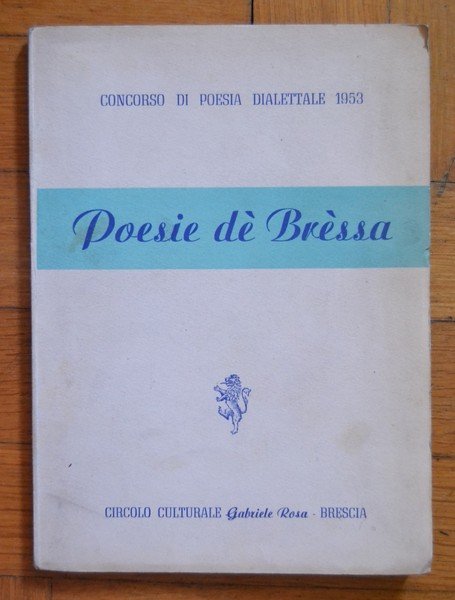 CONCORSO DI POESIA DIALETTALE 1953
Poesie dè Brèssa
CIRCOLO CULTURALE Gabriele Rosa - BRESCIA